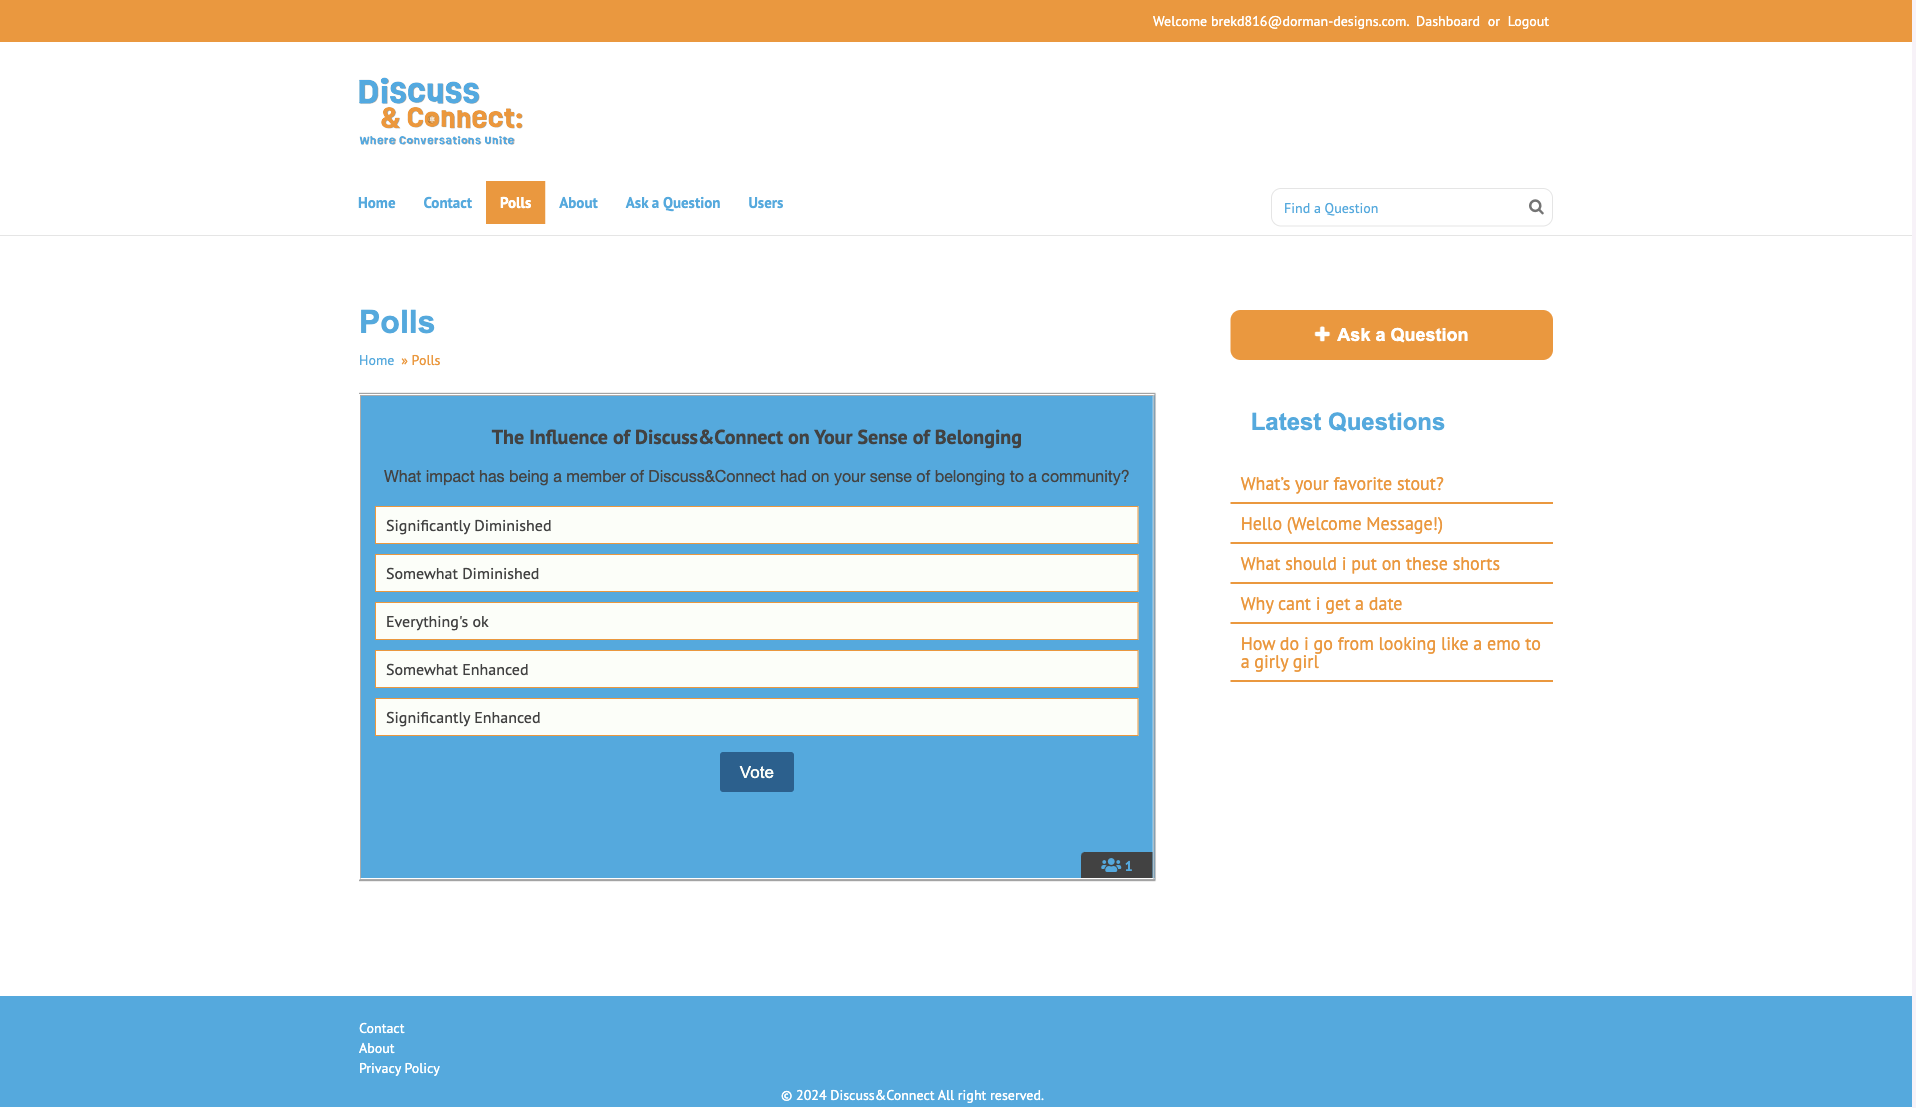 Welcome brekd816@dorman-designs.com. Dashboard or Logout
Discuss
& Connect:
Where Conversations Unite
Home Contact Polls About Ask a Question Users
Find a Question
Polls
Home » Polls
The Influence of Discuss&Connect on Your Sense of Belonging
What impact has being a member of Discuss&Connect had on your sense of belonging to a community?
Significantly Diminished
Somewhat Diminished
Everything's ok
Somewhat Enhanced
Significantly Enhanced
Vote
1
Ask a Question
Latest Questions
What's your favorite stout?
Hello (Welcome Message!)
What should i put on these shorts
Why cant i get a date
How do i go from looking like a emo to
a girly girl
Contact
About
Privacy Policy
© 2024 Discuss&Connect All right reserved.